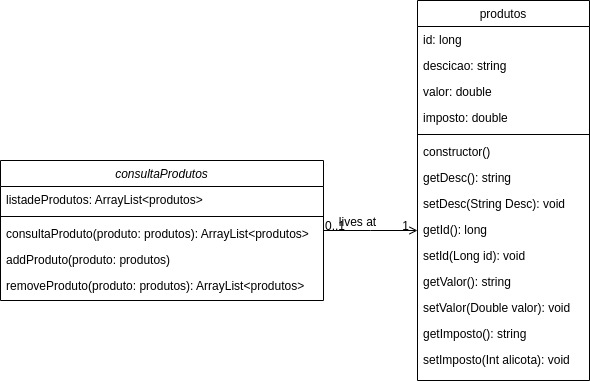 produtos
id: long
descicao: string
valor: double
imposto: double
constructor()
getDesc(): string
setDesc(String Desc): void
getId(): long
setId(Long id): void
getValor(): string
setValor(Double valor): void
getImposto(): string
setImposto(Int alicota): void
consultaProdutos
listadeProdutos: ArrayList<produtos>
consultaProduto(produto: produtos): ArrayList<produtos>
addProduto(produto: produtos)
removeProduto(produto: produtos): ArrayList<produtos>
0..1 lives at 1